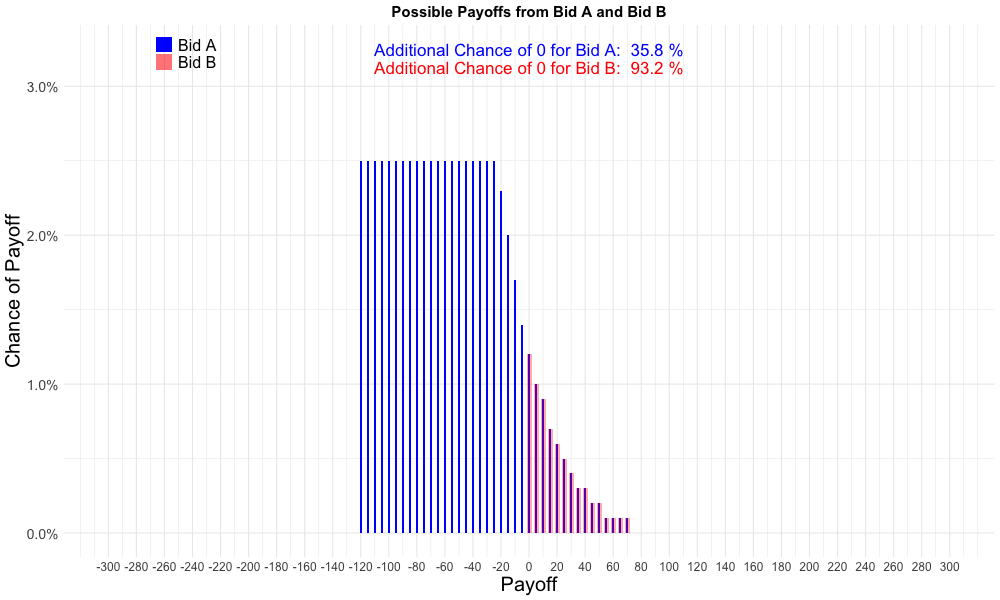 Possible Payoffs from Bid A and Bid B
Bid A
Bid B
Additional Chance of 0 for Bid A: 35.8 %
Additional Chance of 0 for Bid B: 93.2 %
Chance of Payoff
3.0%
2.0%
1.0%
0.0%
-300 -280 -260 -240 -220 -200 -180 -160 -140 -120 -100 -80 -60 -40 -20 0 20 40 60 80 100 120 140 160 180 200 220 240 260 280 300
Payoff